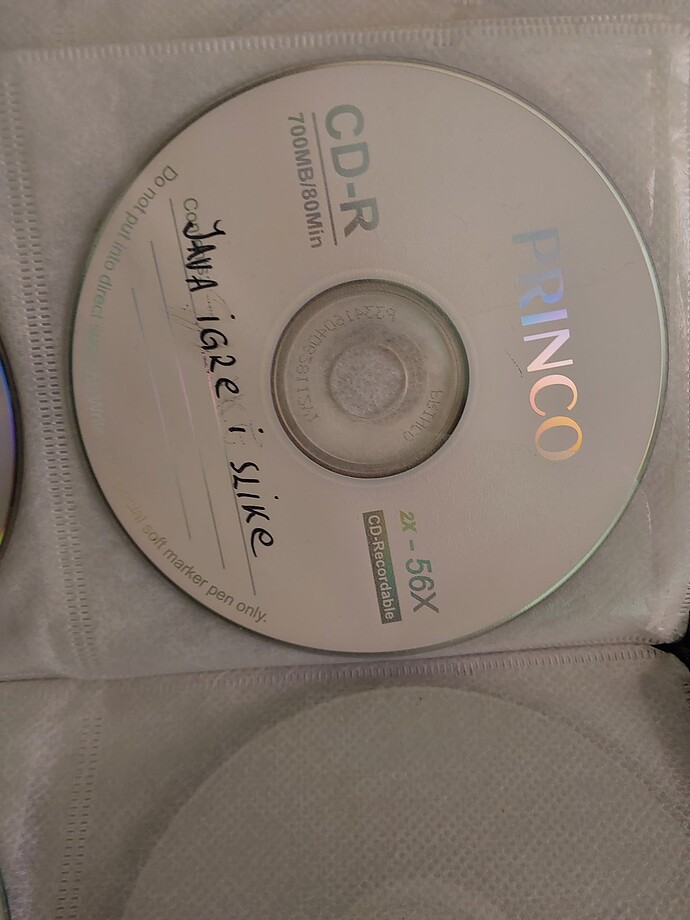 PRINCO
CD-R
700MB/80Min
2X - 56X
CD-Recordable
PRINCO
JAVA iGRe i SLiKe
Do not put into direct
soft marker pen only.